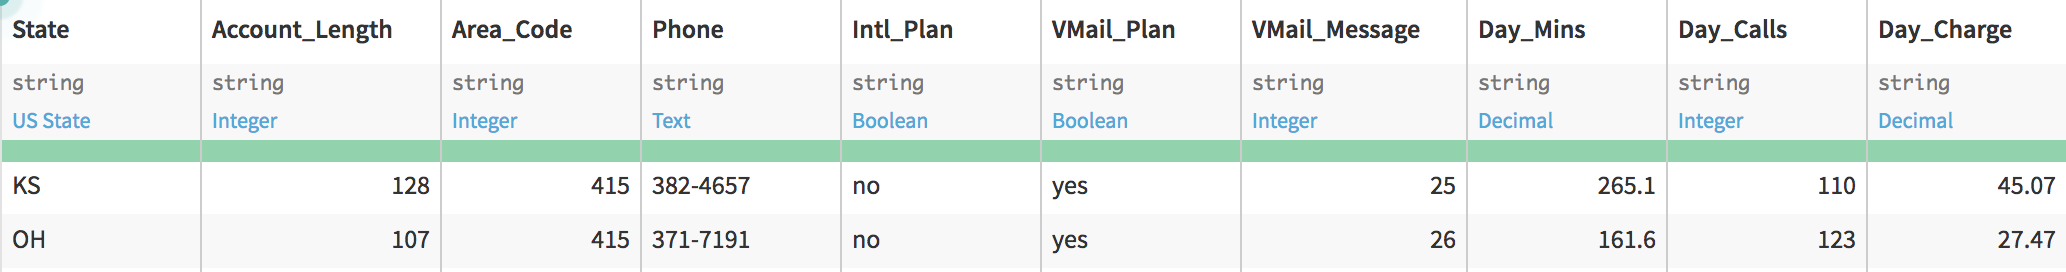 State Account_Length Area_Code Phone Intl_Plan VMail_Plan VMail_Message Day_Mins Day_Calls Day_Charge
string string string string string string string string string string
US State Integer Integer Text Boolean Boolean Integer Decimal Integer Decimal
KS 128 415 382-4657 no yes 25 265.1 110 45.07
OH 107 415 371-7191 no yes 26 161.6 123 27.47